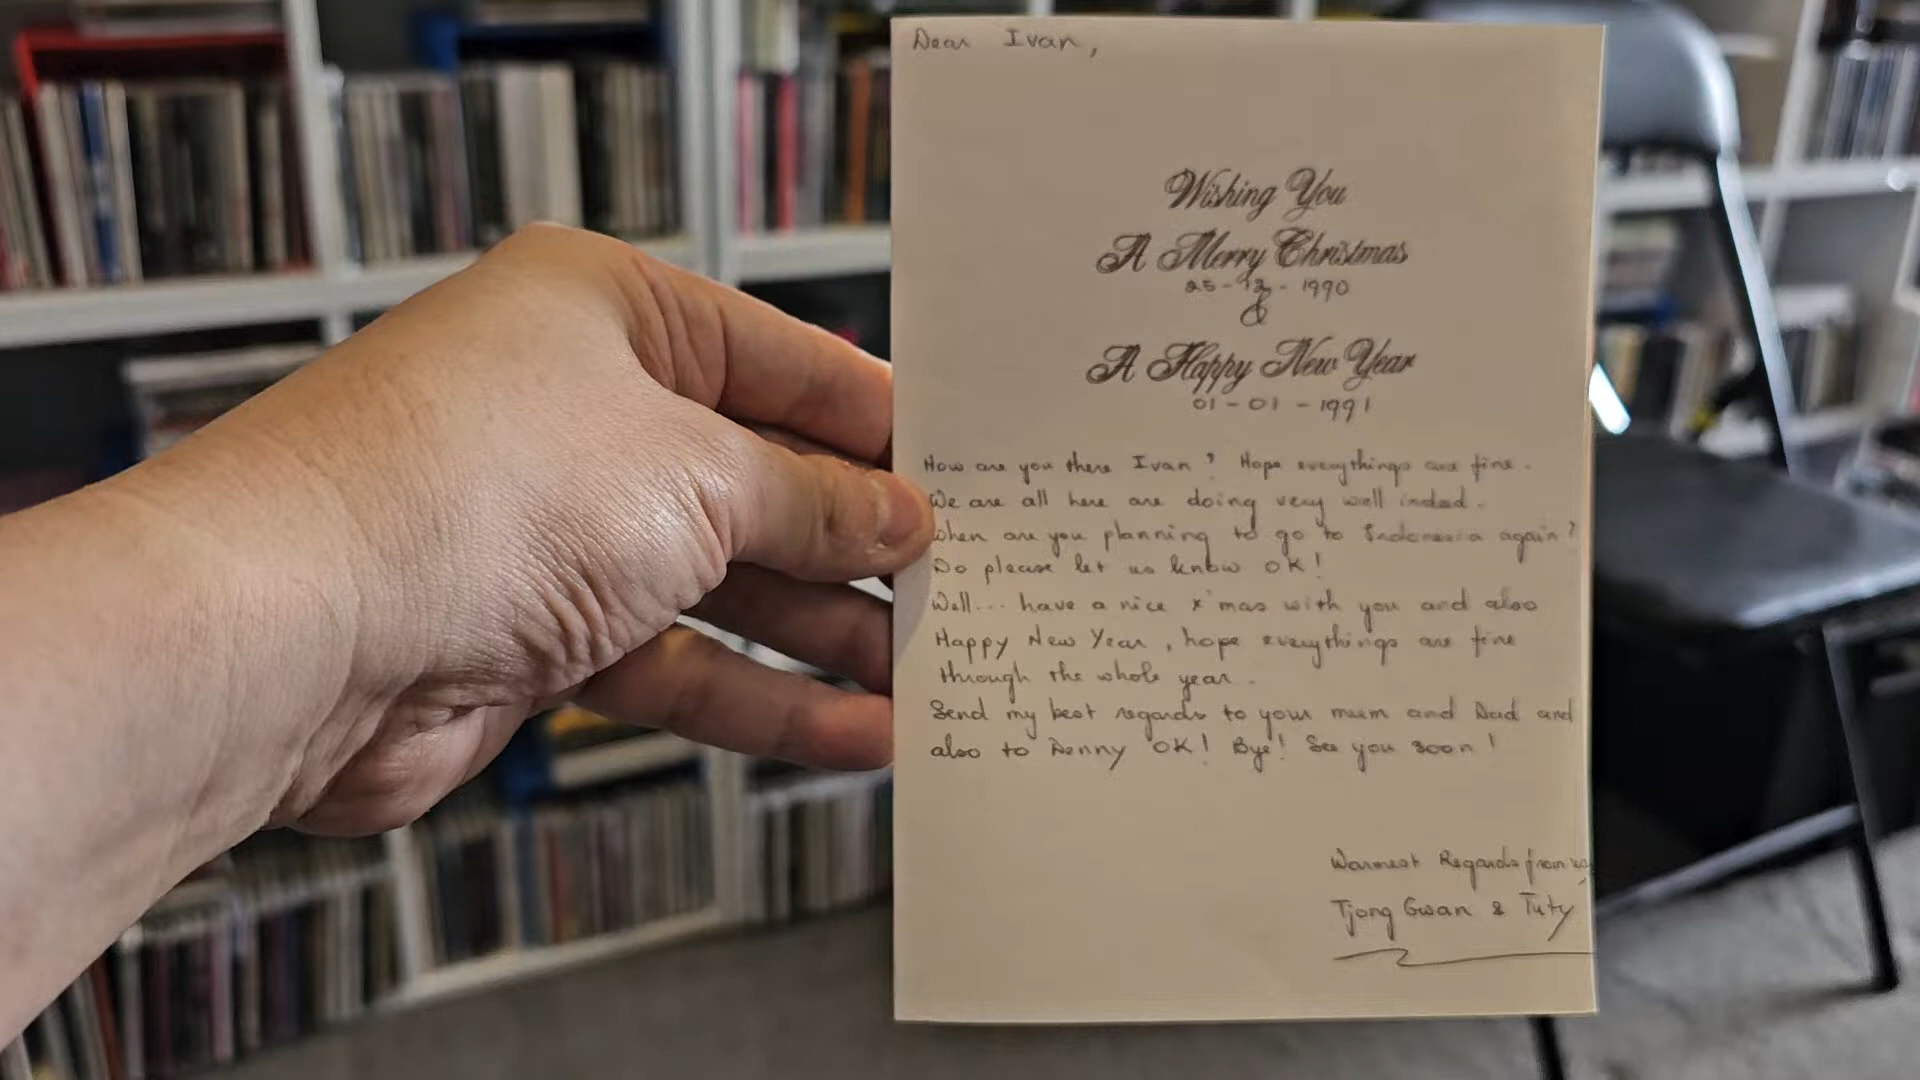 Dear Ivan,
Wishing You
A Merry Christmas
25-12-1990
&
A Happy New Year
01-01-1991
How are you there Ivan? Hope everythings are fine.
We are all here are doing very well indeed.
When are you planning to go to Indonesia again?
Do please let us know OK!
Well... have a nice x'mas with you and also
Happy New Year, hope everythings are fine
through the whole year.
Send my best regards to your mum and Dad and
also to Denny OK! Bye! See you soon!
Warmest Regards from
Tjong Gwan & Tuty